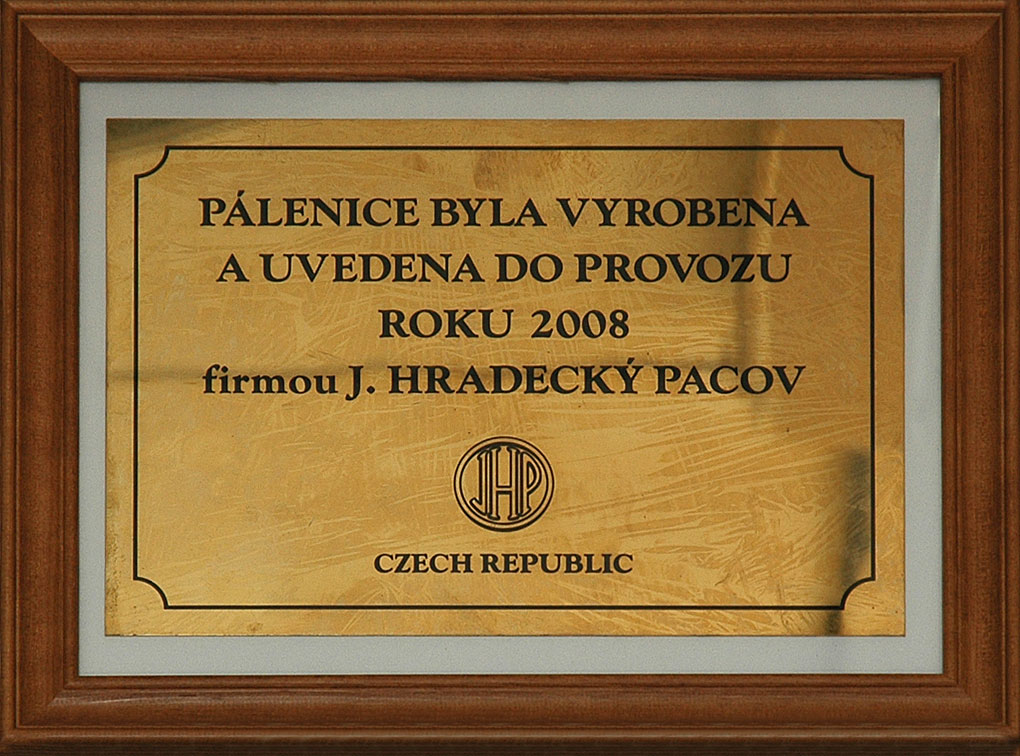 PÁLENICE BYLA VYROBENA
A UVEDENA DO PROVOZU
ROKU 2008
firmou J. HRADECKÝ PACOV
JHP
CZECH REPUBLIC